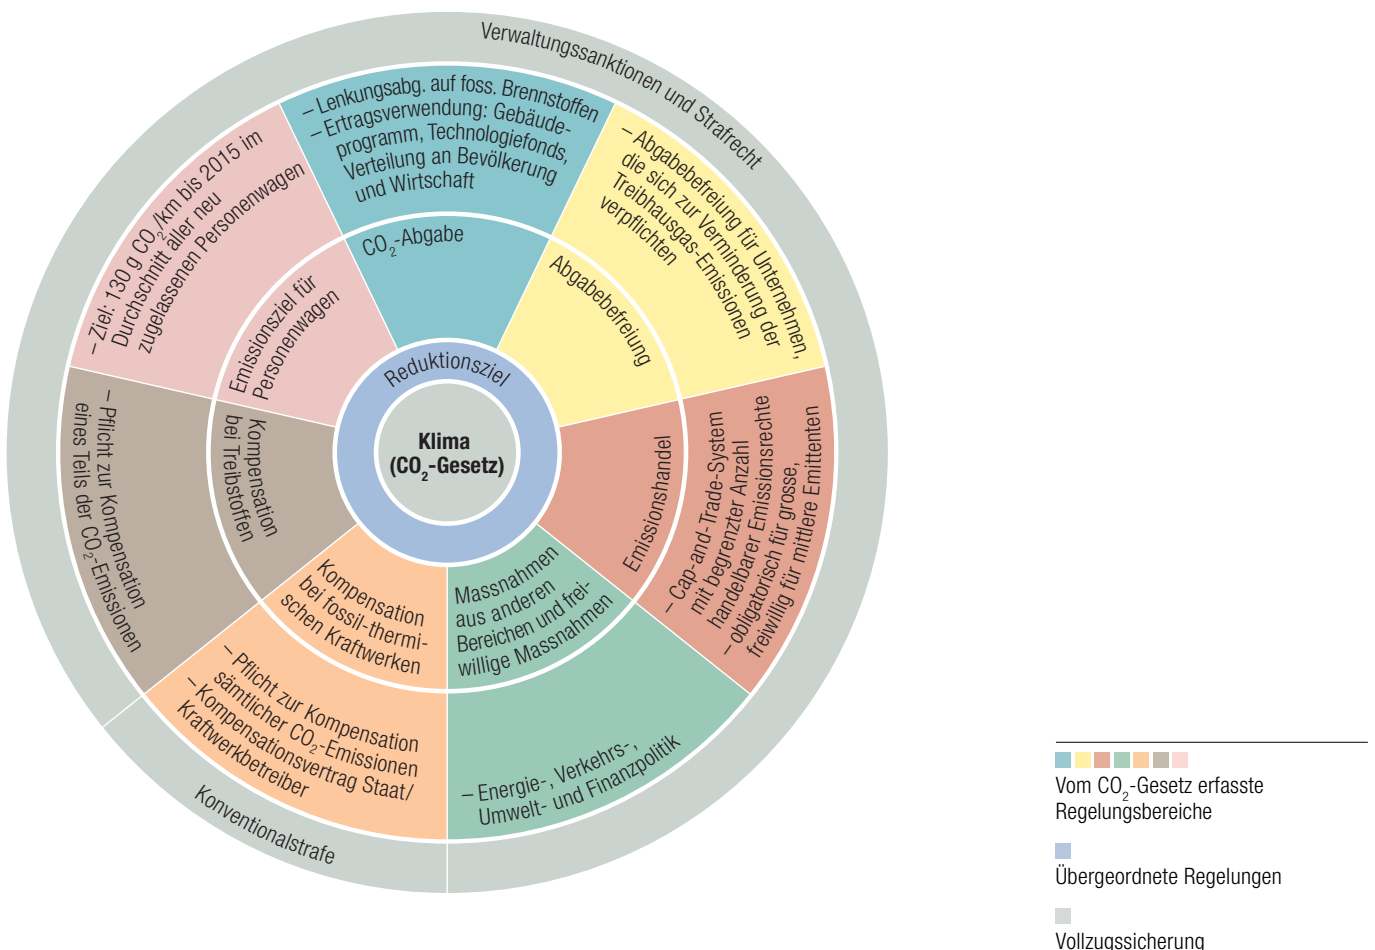 Verwaltungssanktionen und Strafrecht
– Lenkungsabg. auf foss. Brennstoffen
– Ertragsverwendung: Gebäude-
programm, Technologiefonds,
Verteilung an Bevölkerung
und Wirtschaft
CO₂-Abgabe
– Abgabebefreiung für Unternehmen,
die sich zur Verminderung der
Treibhausgas-Emissionen
verpflichten
Abgabebefreiung
– Cap-and-Trade-System
mit begrenzter Anzahl
handelbarer Emissionsrechte
– obligatorisch für grosse,
freiwillig für mittlere Emittenten
Emissionshandel
Massnahmen
aus anderen
Bereichen und frei-
willige Massnahmen
– Energie-, Verkehrs-,
Umwelt- und Finanzpolitik
Kompensation
bei fossil-thermi-
schen Kraftwerken
– Pflicht zur Kompensation
sämtlicher CO₂-Emissionen
– Kompensationsvertrag Staat/
Kraftwerkbetreiber
Konventionalstrafe
Kompensation
bei Treibstoffen
– Pflicht zur Kompensation
eines Teils der CO₂-Emissionen
– Ziel: 130 g CO₂/km bis 2015 im
Durchschnitt aller neu
zugelassenen Personenwagen
Emissionsziel für
Personenwagen
Reduktionsziel
Klima
(CO₂-Gesetz)
Vom CO₂-Gesetz erfasste
Regelungsbereiche
Übergeordnete Regelungen
Vollzugssicherung